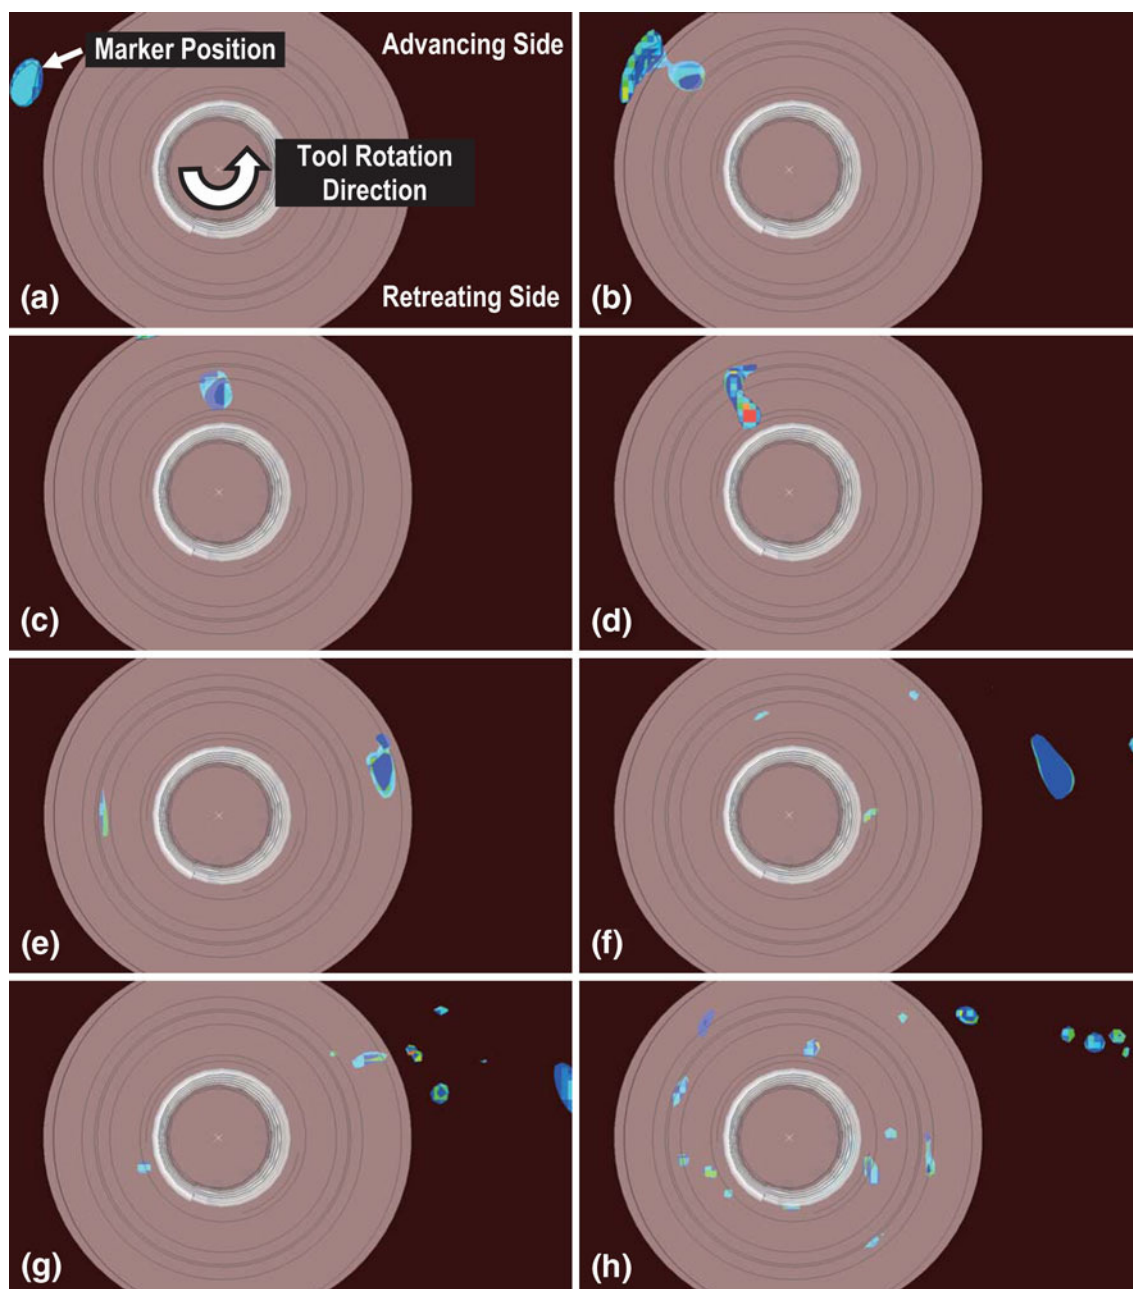 Marker Position
Advancing Side
Tool Rotation
Direction
(a)
Retreating Side
(b)
(c)
(d)
(e)
(f)
(g)
(h)